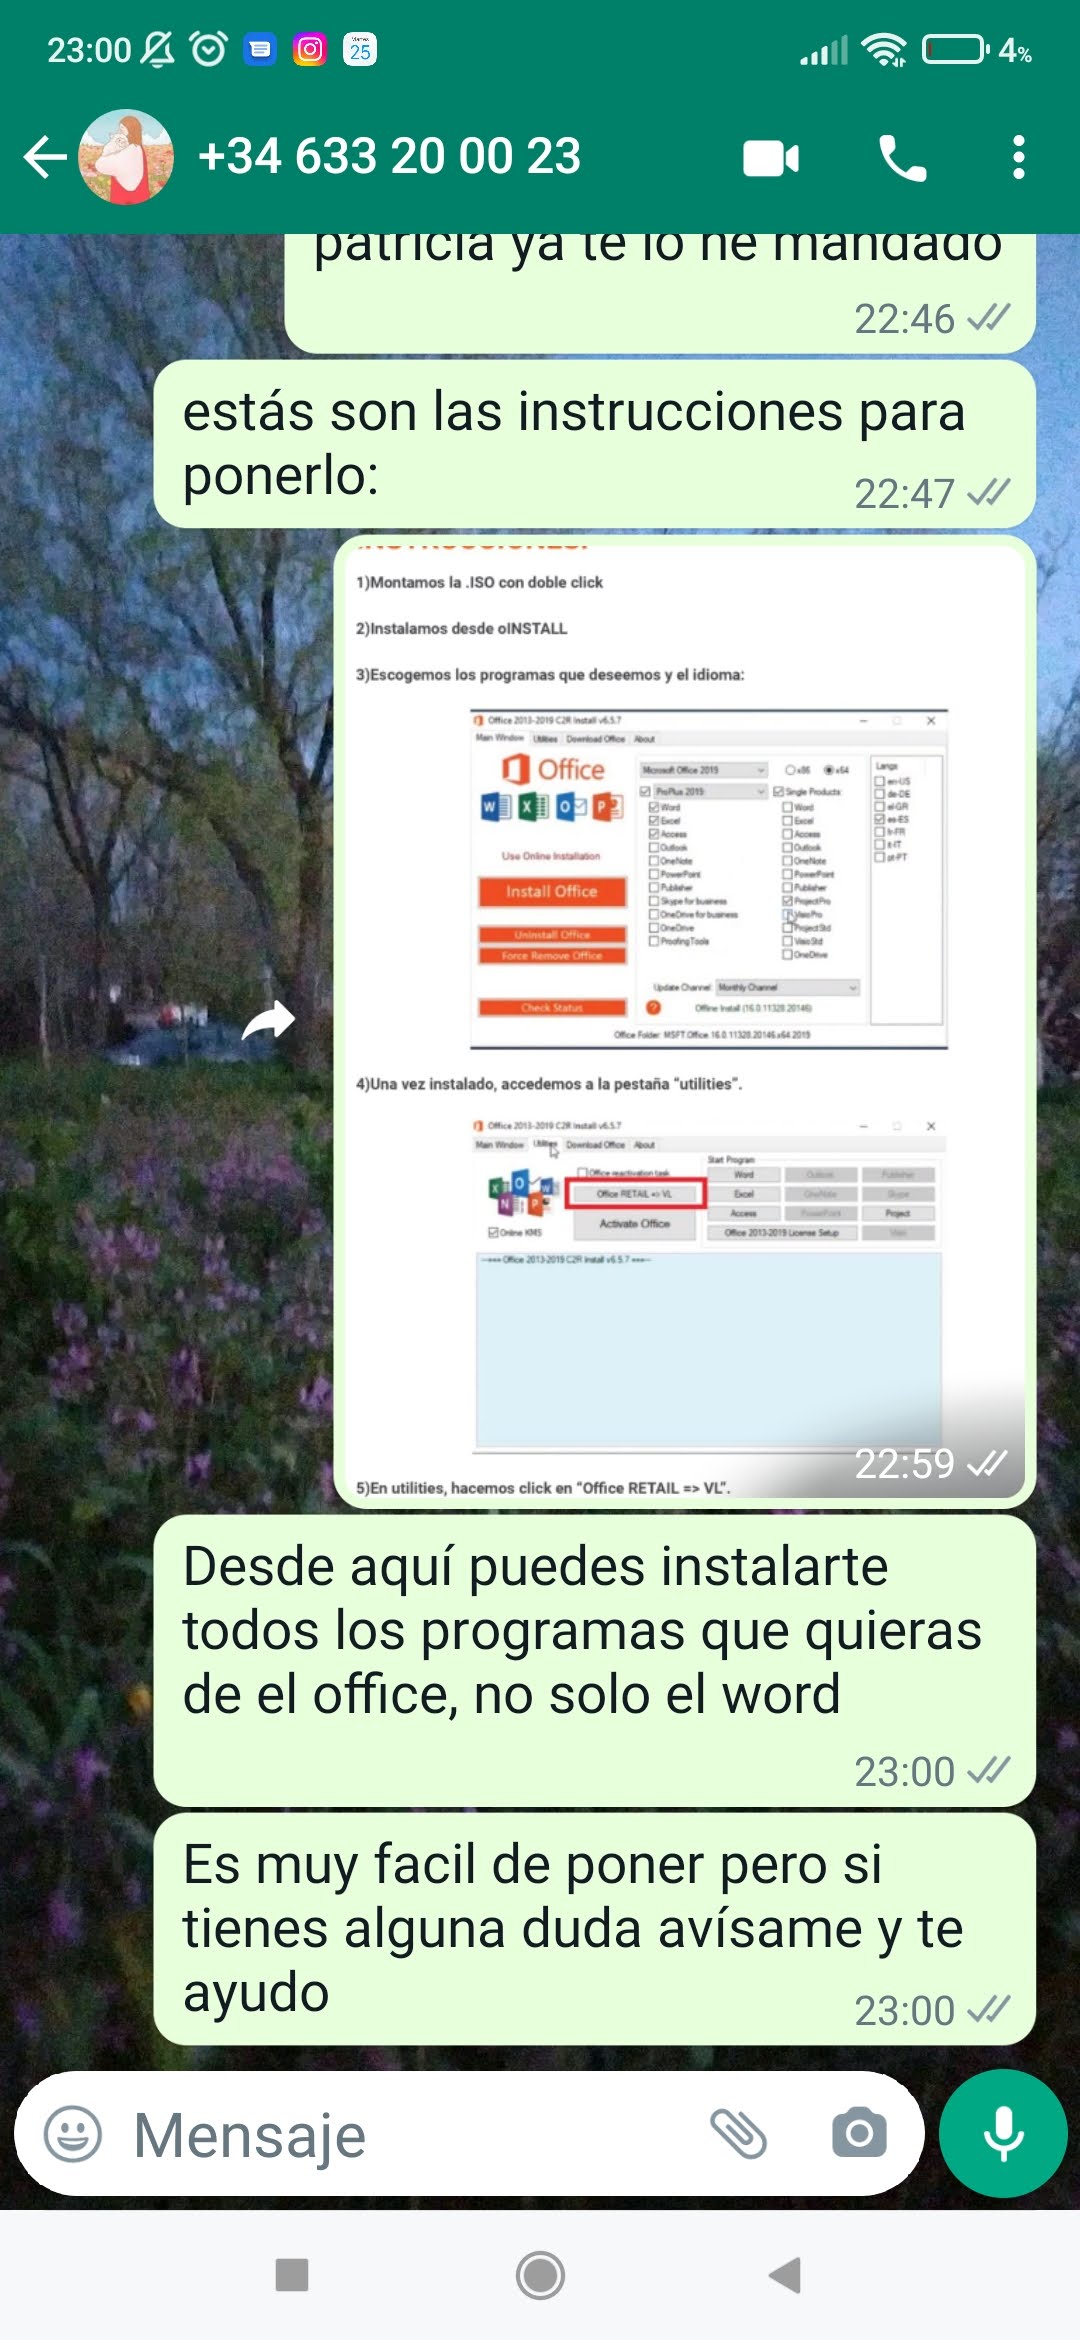 23:00
Martes
25
4%
+34 633 20 00 23
patricia ya te lo he mandado
22:46
estás son las instrucciones para
ponerlo:
22:47
1)Montamos la .ISO con doble click
2)Instalamos desde oINSTALL
3)Escogemos los programas que deseemos y el idioma:
Office 2013-2019 C2R Install v6.5.7
Main Window Utilities Download Office About
Office
Microsoft Office 2019
x86 x64
Langs
ProPlus 2019
Single Products:
en-US
de-DE
el-GR
es-ES
fr-FR
it-IT
pt-PT
Word
Excel
Access
Outlook
OneNote
PowerPoint
Publisher
Skype for business
OneDrive for business
OneDrive
Proofing Tools
Word
Excel
Access
Outlook
OneNote
PowerPoint
Publisher
ProjectPro
VisioPro
ProjectStd
VisioStd
OneDrive
Use Online Installation
Install Office
Uninstall Office
Force Remove Office
Check Status
Update Channel: Monthly Channel
Offline Install (16.0.11328.20146)
Office Folder: MSFT.Office.16.0.11328.20146.x64.2019
4)Una vez instalado, accedemos a la pestaña "utilities".
Office 2013-2019 C2R Install v6.5.7
Main Window Utilities Download Office About
Office reactivation task
Start Program
Office RETAIL => VL
Activate Office
Online KMS
Word Outlook Publisher
Excel OneNote Skype
Access PowerPoint Project
Office 2013-2019 License Setup Visio
---=== Office 2013-2019 C2R Install v6.5.7 ===---
5)En utilities, hacemos click en "Office RETAIL => VL".
22:59
Desde aquí puedes instalarte
todos los programas que quieras
de el office, no solo el word
23:00
Es muy facil de poner pero si
tienes alguna duda avísame y te
ayudo
23:00
Mensaje